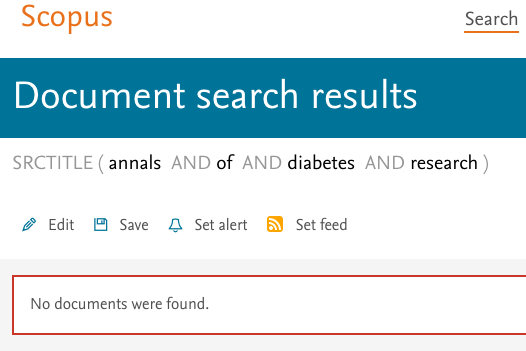 Scopus
Search
Document search results
SRCTITLE ( annals AND of AND diabetes AND research )
Edit Save Set alert Set feed
No documents were found.